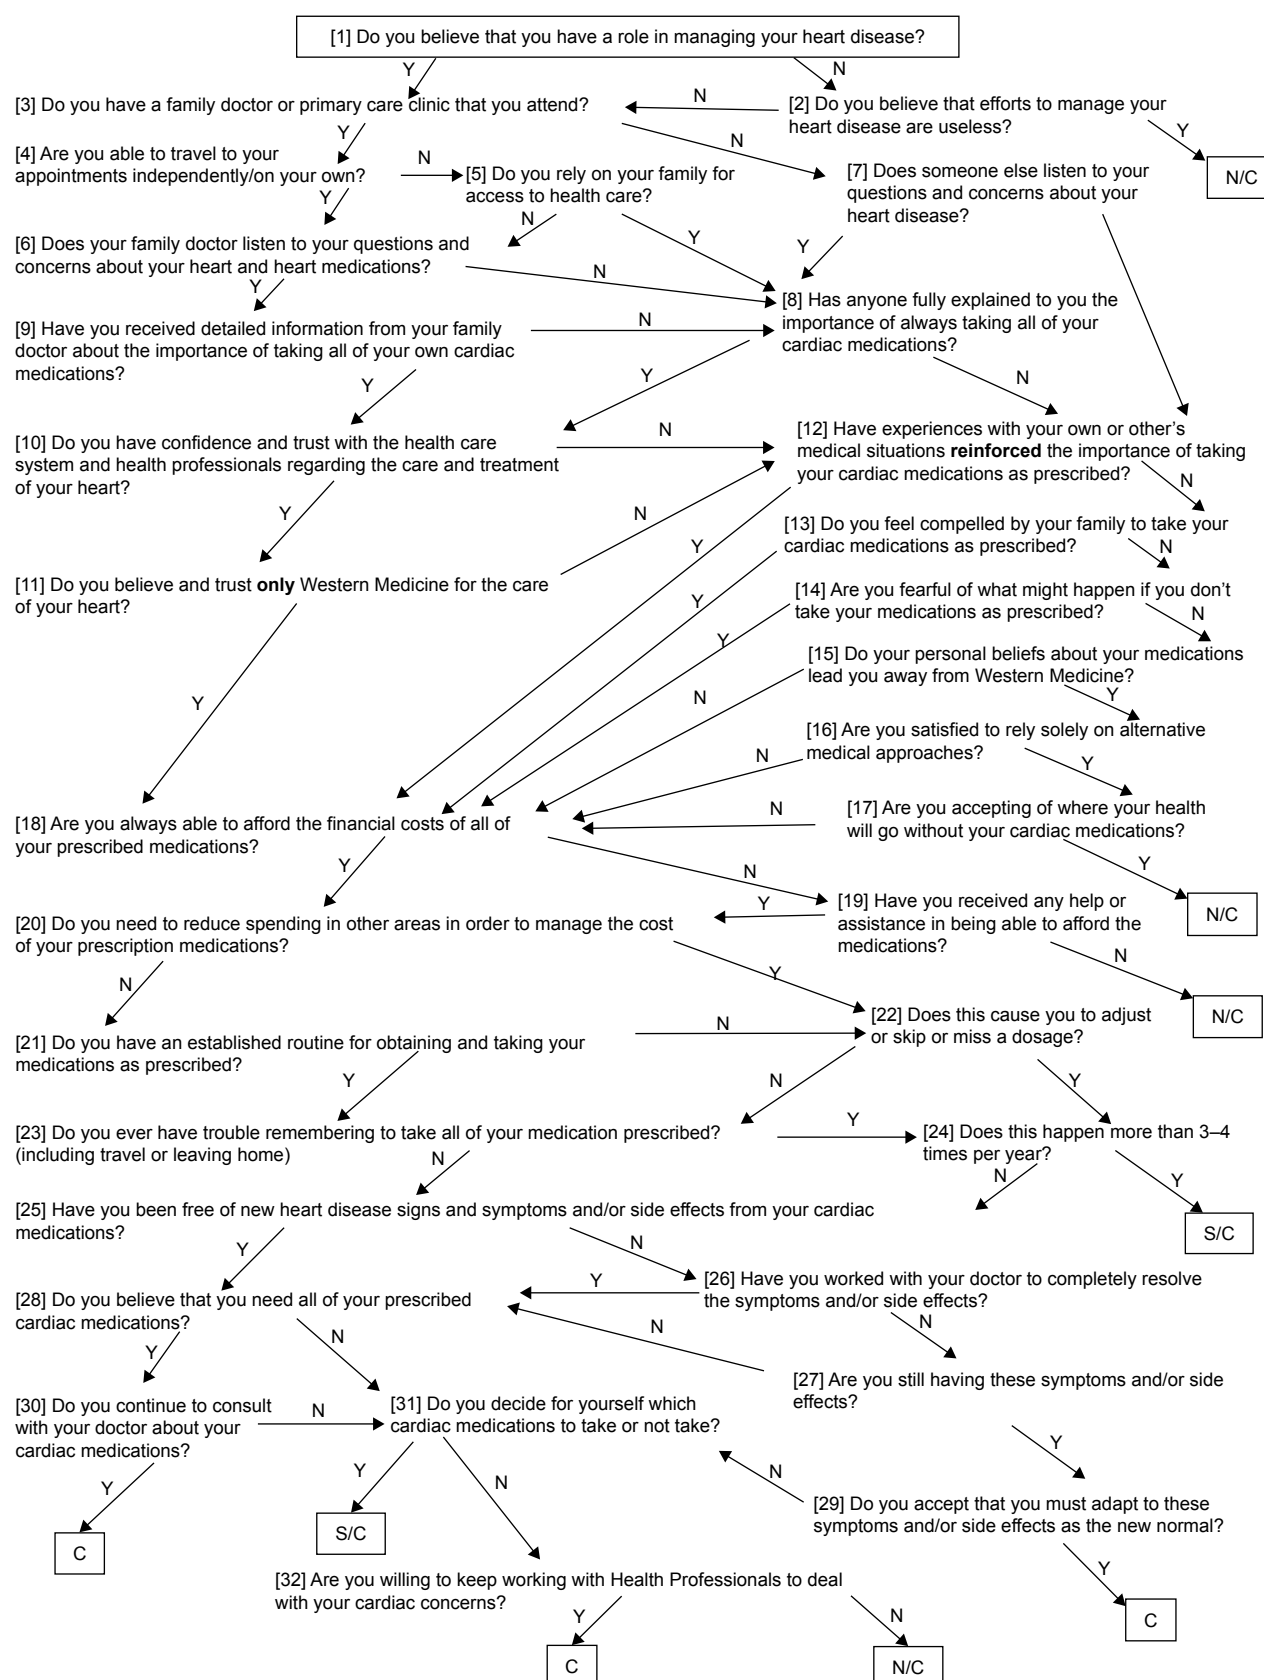 [1] Do you believe that you have a role in managing your heart disease?
Y
N
[3] Do you have a family doctor or primary care clinic that you attend?
N
[2] Do you believe that efforts to manage your
heart disease are useless?
Y
N
Y
N/C
[4] Are you able to travel to your
appointments independently/on your own?
N
[5] Do you rely on your family for
access to health care?
[7] Does someone else listen to your
questions and concerns about your
heart disease?
Y
N
Y
Y
[6] Does your family doctor listen to your questions and
concerns about your heart and heart medications?
N
Y
[8] Has anyone fully explained to you the
importance of always taking all of your
cardiac medications?
[9] Have you received detailed information from your family
doctor about the importance of taking all of your own cardiac
medications?
N
Y
Y
N
[10] Do you have confidence and trust with the health care
system and health professionals regarding the care and treatment
of your heart?
N
[12] Have experiences with your own or other's
medical situations reinforced the importance of taking
your cardiac medications as prescribed?
N
Y
N
[13] Do you feel compelled by your family to take your
cardiac medications as prescribed?
Y
N
[11] Do you believe and trust only Western Medicine for the care
of your heart?
[14] Are you fearful of what might happen if you don't
take your medications as prescribed?
Y
N
Y
[15] Do your personal beliefs about your medications
lead you away from Western Medicine?
Y
N
Y
[16] Are you satisfied to rely solely on alternative
medical approaches?
N
Y
[18] Are you always able to afford the financial costs of all of
your prescribed medications?
N
[17] Are you accepting of where your health
will go without your cardiac medications?
Y
N
Y
N/C
[20] Do you need to reduce spending in other areas in order to manage the cost
of your prescription medications?
Y
[19] Have you received any help or
assistance in being able to afford the
medications?
N
N
Y
N/C
[21] Do you have an established routine for obtaining and taking your
medications as prescribed?
N
[22] Does this cause you to adjust
or skip or miss a dosage?
Y
N
Y
[23] Do you ever have trouble remembering to take all of your medication prescribed?
(including travel or leaving home)
Y
[24] Does this happen more than 3–4
times per year?
N
N
Y
S/C
[25] Have you been free of new heart disease signs and symptoms and/or side effects from your cardiac
medications?
Y
N
[26] Have you worked with your doctor to completely resolve
the symptoms and/or side effects?
Y
[28] Do you believe that you need all of your prescribed
cardiac medications?
N
N
Y
N
[27] Are you still having these symptoms and/or side
effects?
[30] Do you continue to consult
with your doctor about your
cardiac medications?
N
[31] Do you decide for yourself which
cardiac medications to take or not take?
Y
Y
Y
N
N
[29] Do you accept that you must adapt to these
symptoms and/or side effects as the new normal?
C
S/C
Y
[32] Are you willing to keep working with Health Professionals to deal
with your cardiac concerns?
C
Y
N
C
N/C